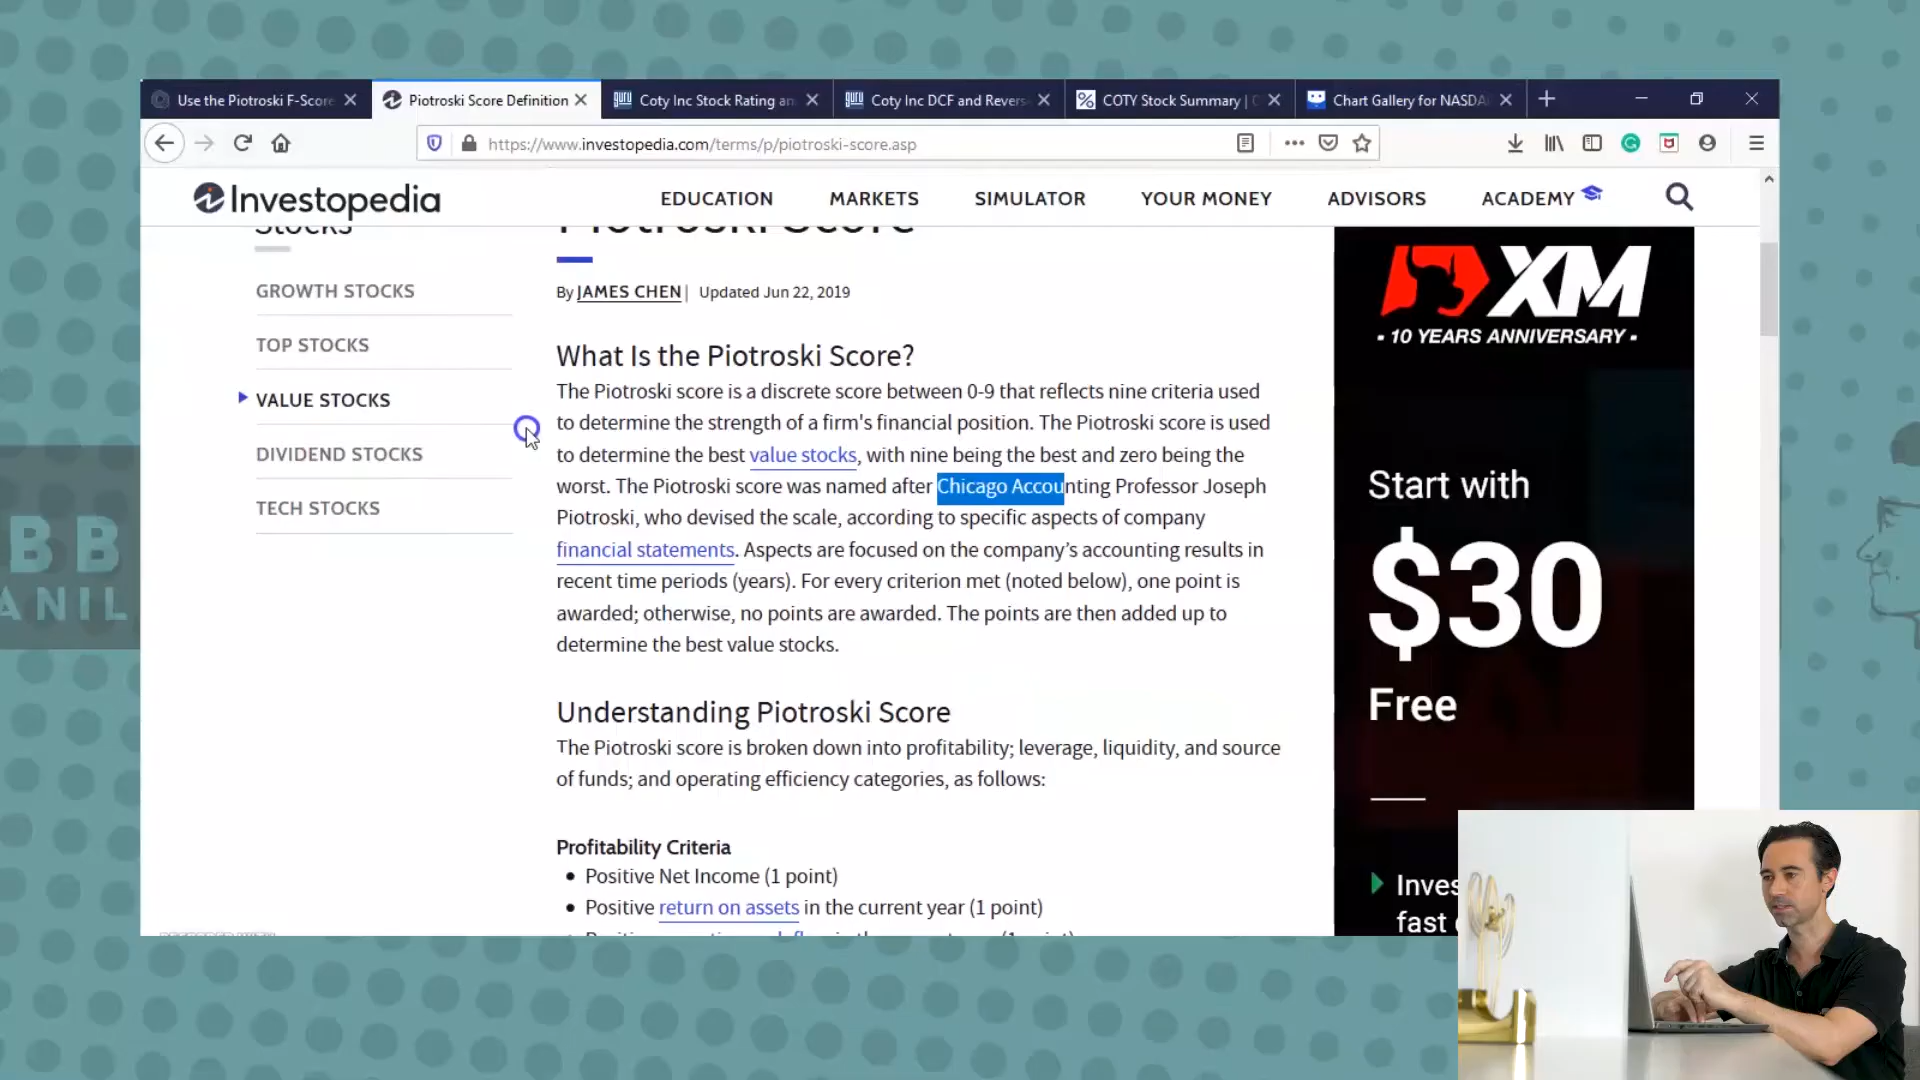 Use the Piotroski F-Score
Piotroski Score Definition
guru Coty Inc Stock Rating an
guru Coty Inc DCF and Revers
COTY Stock Summary | C
Chart Gallery for NASDA
https://www.investopedia.com/terms/p/piotroski-score.asp
Investopedia
EDUCATION
MARKETS
SIMULATOR
YOUR MONEY
ADVISORS
ACADEMY
Stocks
GROWTH STOCKS
TOP STOCKS
VALUE STOCKS
DIVIDEND STOCKS
TECH STOCKS
Piotroski Score
By JAMES CHEN | Updated Jun 22, 2019
What Is the Piotroski Score?
The Piotroski score is a discrete score between 0-9 that reflects nine criteria used
to determine the strength of a firm's financial position. The Piotroski score is used
to determine the best value stocks, with nine being the best and zero being the
worst. The Piotroski score was named after Chicago Accounting Professor Joseph
Piotroski, who devised the scale, according to specific aspects of company
financial statements. Aspects are focused on the company’s accounting results in
recent time periods (years). For every criterion met (noted below), one point is
awarded; otherwise, no points are awarded. The points are then added up to
determine the best value stocks.
Understanding Piotroski Score
The Piotroski score is broken down into profitability; leverage, liquidity, and source
of funds; and operating efficiency categories, as follows:
Profitability Criteria
• Positive Net Income (1 point)
• Positive return on assets in the current year (1 point)
XM
- 10 YEARS ANNIVERSARY -
Start with
$30
Free
Inves
fast
BB
ANIL